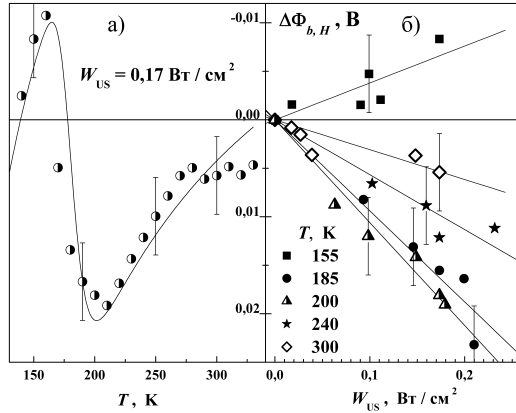 а)
б)
ΔΦb, H , В
W_US = 0,17 Вт / см²
-0.01
0.00
0.01
0.02
T, К
155
185
200
240
300
150
200
250
300
0,0
0,1
0,2
T, К
W_US, Вт / см²